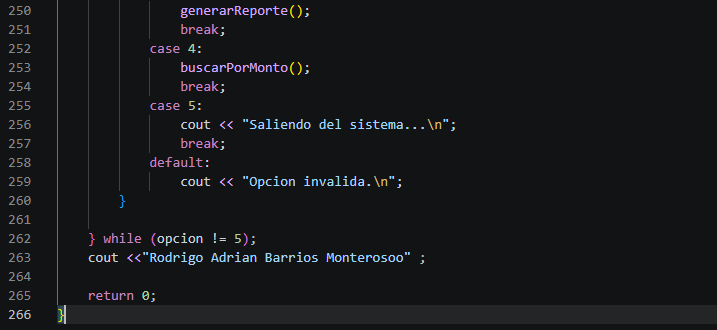 250 generarReporte();
251 break;
252 case 4:
253 buscarPorMonto();
254 break;
255 case 5:
256 cout << "Saliendo del sistema...\n";
257 break;
258 default:
259 cout << "Opcion invalida.\n";
260 }
261
262 } while (opcion != 5);
263 cout <<"Rodrigo Adrian Barrios Monterosoo" ;
264
265 return 0;
266 }